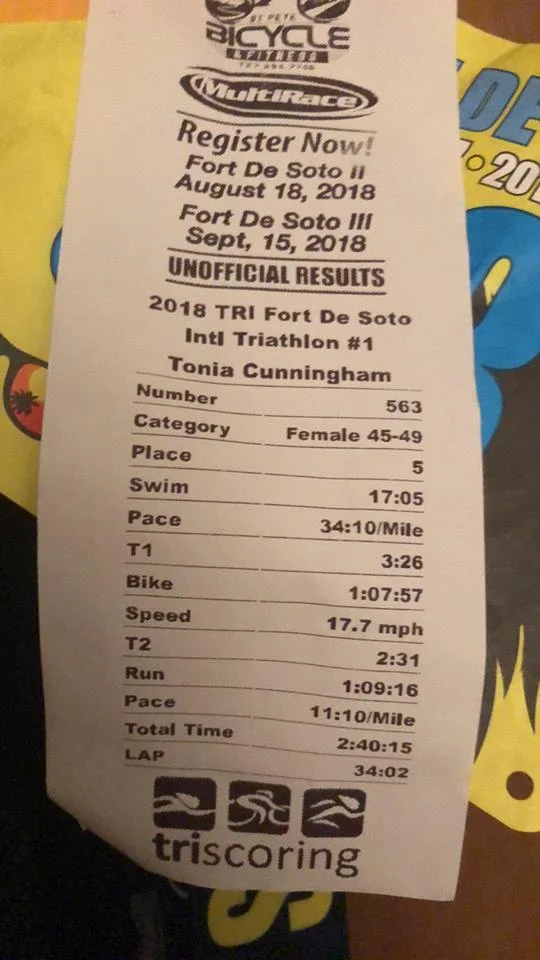 ST PETE
BICYCLE
& FITNESS
MULTIRACE
Register Now!
Fort De Soto II
August 18, 2018
Fort De Soto III
Sept, 15, 2018
UNOFFICIAL RESULTS
2018 TRI Fort De Soto
Intl Triathlon #1
Tonia Cunningham
Number 563
Category Female 45-49
Place 5
Swim 17:05
Pace 34:10/Mile
T1 3:26
Bike 1:07:57
Speed 17.7 mph
T2 2:31
Run 1:09:16
Pace 11:10/Mile
Total Time 2:40:15
LAP 34:02
triscoring
DE
201